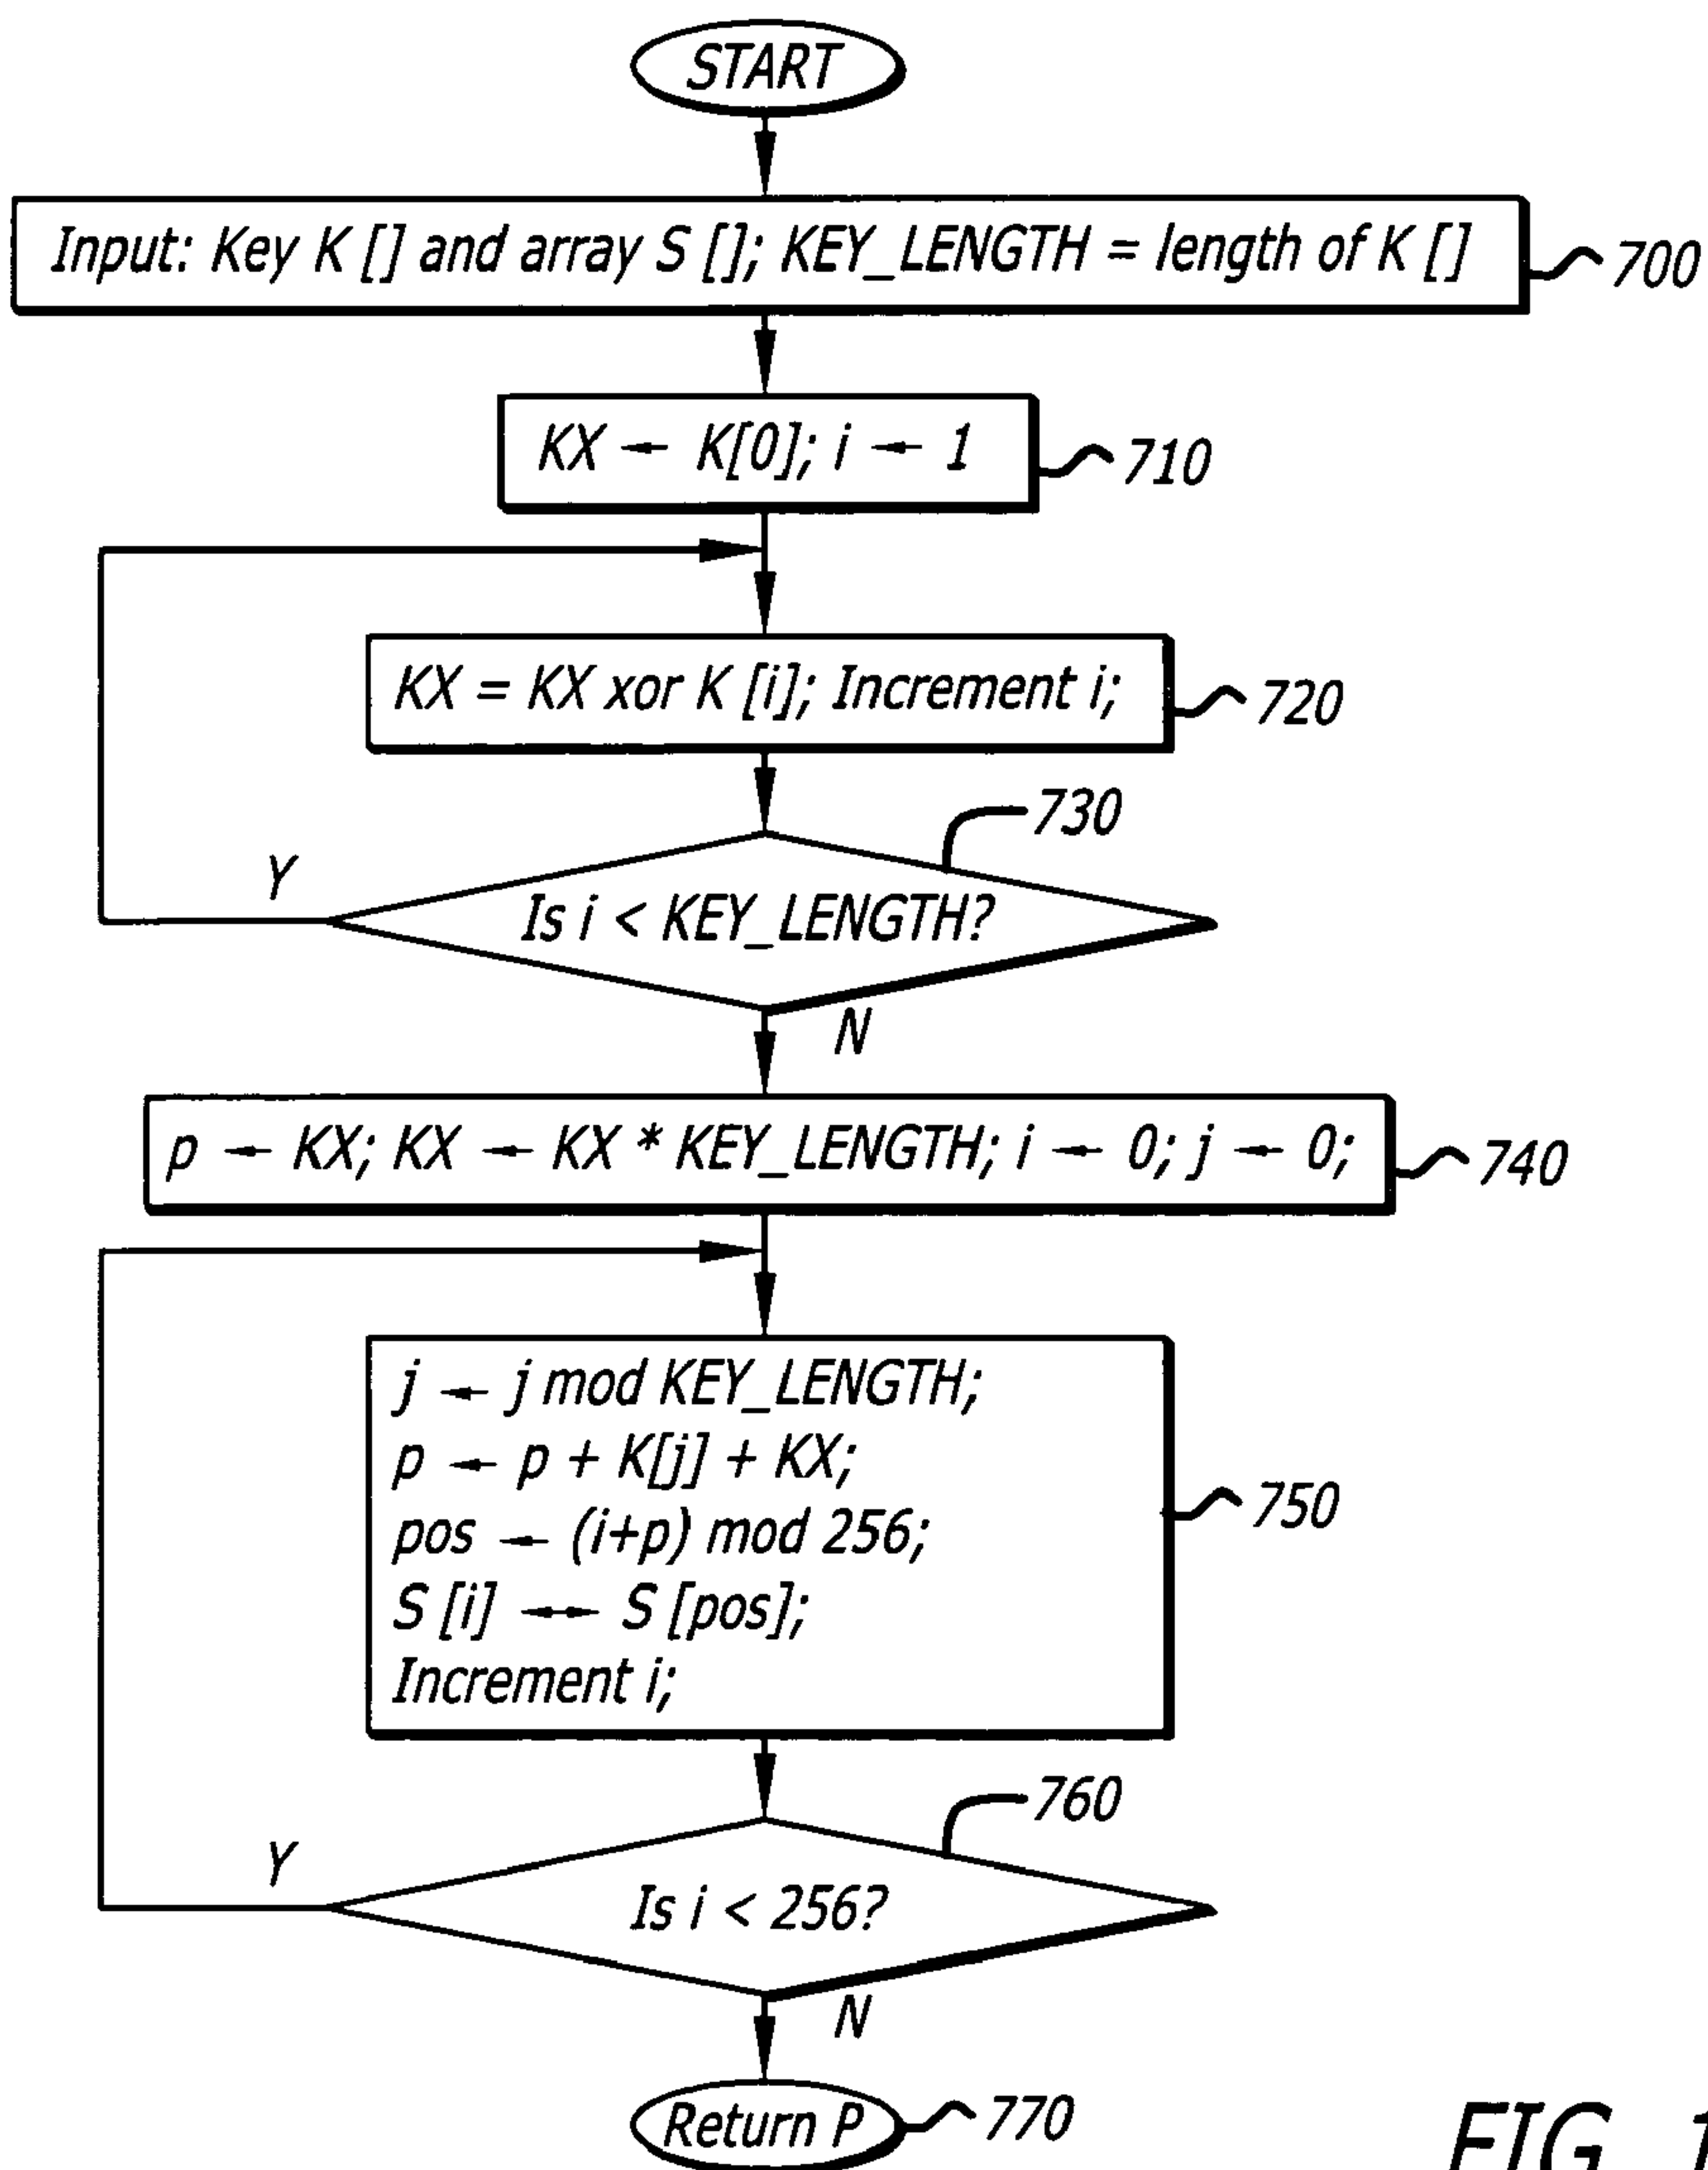 START
Input: Key K [] and array S []; KEY_LENGTH = length of K []
700
KX ← K[0]; i ← 1
710
KX = KX xor K [i]; Increment i;
720
730
Y
Is i < KEY_LENGTH?
N
p ← KX; KX ← KX * KEY_LENGTH; i ← 0; j ← 0;
740
j ← j mod KEY_LENGTH;
p ← p + K[j] + KX;
pos ← (i+p) mod 256;
S [i] ↔ S [pos];
Increment i;
750
760
Y
Is i < 256?
N
Return P
770
FIG.